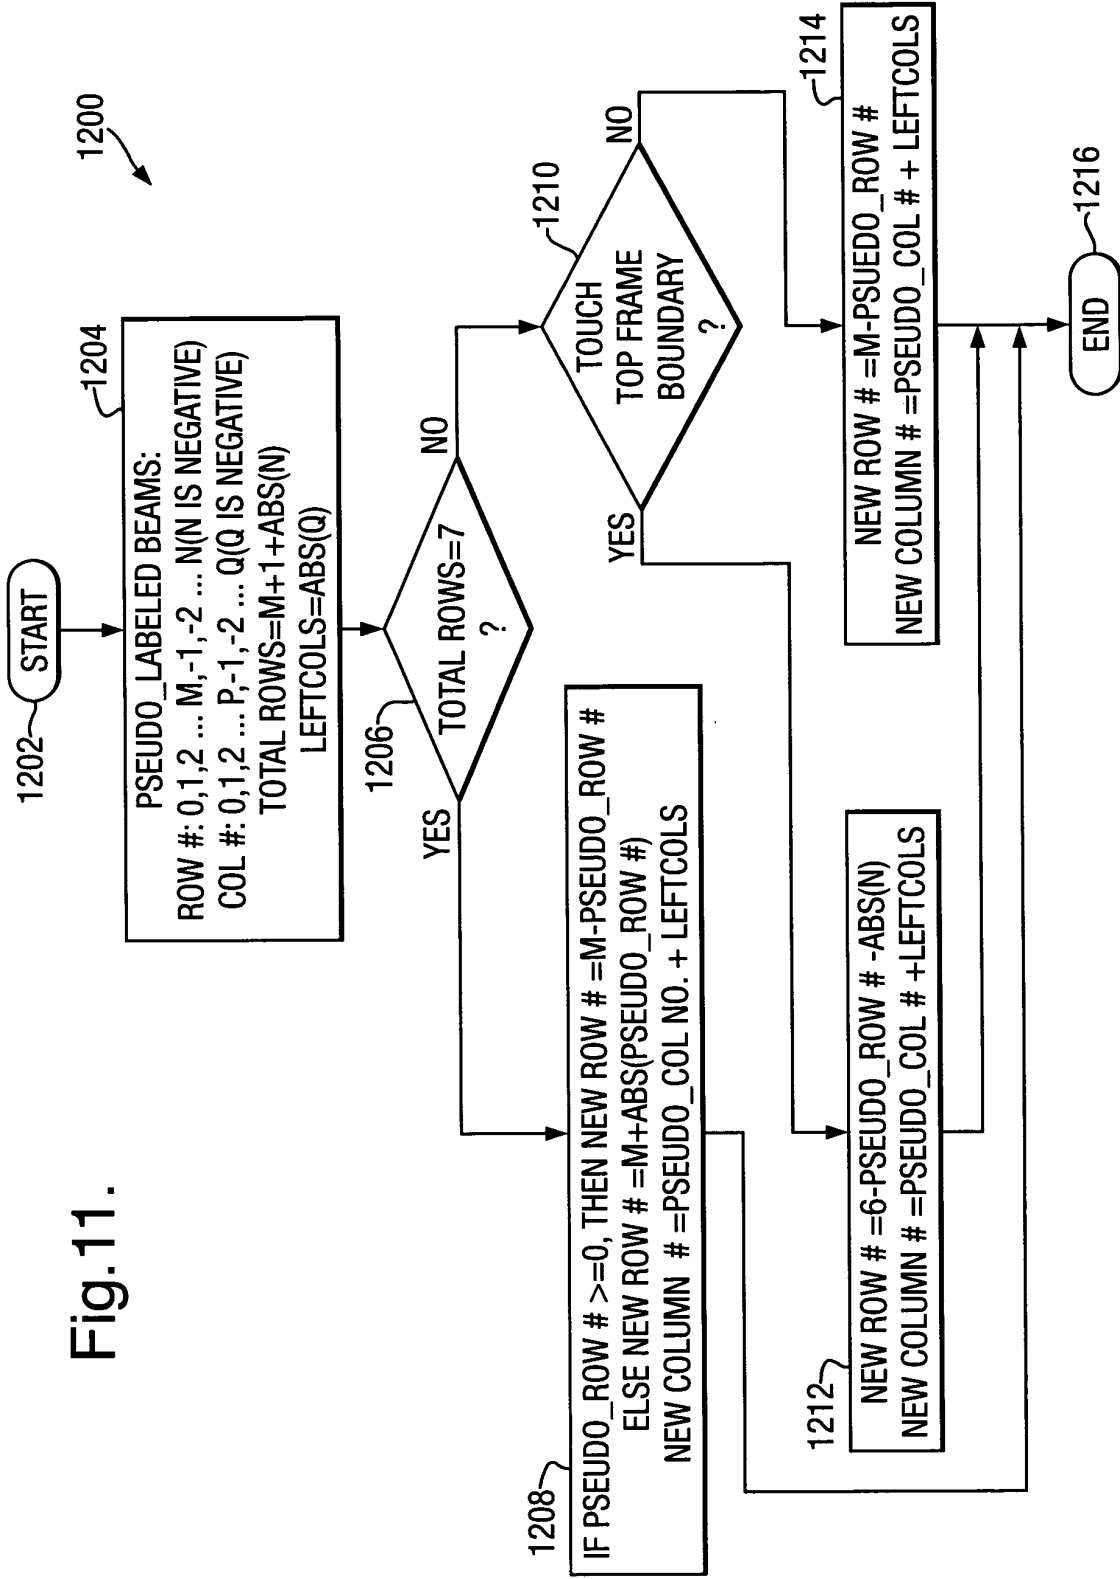 Fig.11.
1200
1202
START
1204
PSEUDO_LABELED BEAMS:
ROW #: 0,1,2 ... M,-1,-2 ... N(N IS NEGATIVE)
COL #: 0,1,2 ... P,-1,-2 ... Q(Q IS NEGATIVE)
TOTAL ROWS=M+1+ABS(N)
LEFTCOLS=ABS(Q)
1206
TOTAL ROWS=7
?
YES
NO
1208
IF PSEUDO_ROW # >=0, THEN NEW ROW # =M-PSEUDO_ROW #
ELSE NEW ROW # =M+ABS(PSEUDO_ROW #)
NEW COLUMN # =PSEUDO_COL NO. + LEFTCOLS
1210
TOUCH
TOP FRAME
BOUNDARY
?
YES
NO
1212
NEW ROW # =6-PSEUDO_ROW # -ABS(N)
NEW COLUMN # =PSEUDO_COL # +LEFTCOLS
1214
NEW ROW # =M-PSUEDO_ROW #
NEW COLUMN # =PSEUDO_COL # + LEFTCOLS
1216
END